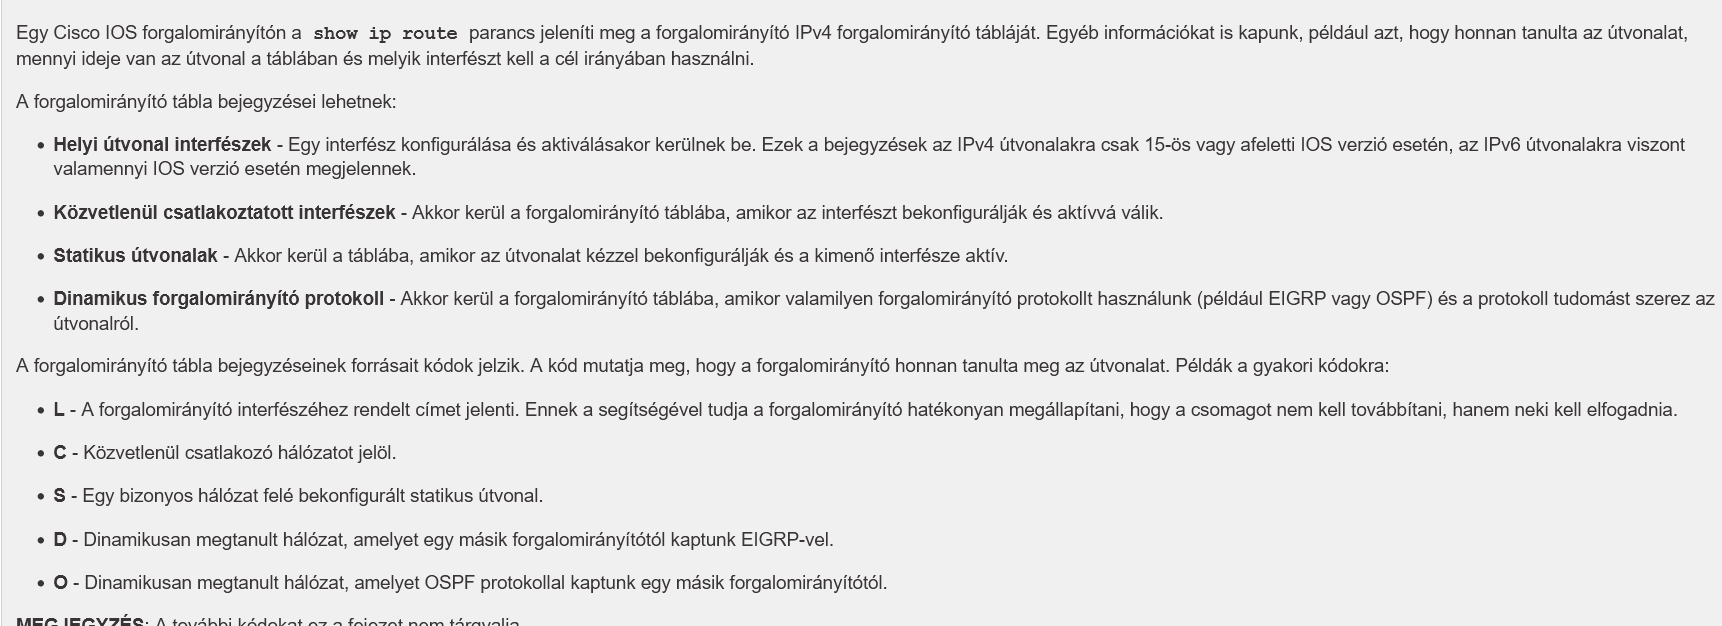 Egy Cisco IOS forgalomirányítón a show ip route parancs jeleníti meg a forgalomirányító IPv4 forgalomirányító tábláját. Egyéb információkat is kapunk, például azt, hogy honnan tanulta az útvonalat,
mennyi ideje van az útvonal a táblában és melyik interfészt kell a cél irányában használni.
A forgalomirányító tábla bejegyzései lehetnek:
• Helyi útvonal interfészek - Egy interfész konfigurálása és aktiválásakor kerülnek be. Ezek a bejegyzések az IPv4 útvonalakra csak 15-ös vagy afeletti IOS verzió esetén, az IPv6 útvonalakra viszont
valamennyi IOS verzió esetén megjelennek.
• Közvetlenül csatlakoztatott interfészek - Akkor kerül a forgalomirányító táblába, amikor az interfészt bekonfigurálják és aktívvá válik.
• Statikus útvonalak - Akkor kerül a táblába, amikor az útvonalat kézzel bekonfigurálják és a kimenő interfésze aktív.
• Dinamikus forgalomirányító protokoll - Akkor kerül a forgalomirányító táblába, amikor valamilyen forgalomirányító protokollt használunk (például EIGRP vagy OSPF) és a protokoll tudomást szerez az
útvonalról.
A forgalomirányító tábla bejegyzéseinek forrásait kódok jelzik. A kód mutatja meg, hogy a forgalomirányító honnan tanulta meg az útvonalat. Példák a gyakori kódokra:
• L - A forgalomirányító interfészéhez rendelt címet jelenti. Ennek a segítségével tudja a forgalomirányító hatékonyan megállapítani, hogy a csomagot nem kell továbbítani, hanem neki kell elfogadnia.
• C - Közvetlenül csatlakozó hálózatot jelöl.
• S - Egy bizonyos hálózat felé bekonfigurált statikus útvonal.
• D - Dinamikusan megtanult hálózat, amelyet egy másik forgalomirányítótól kaptunk EIGRP-vel.
• O - Dinamikusan megtanult hálózat, amelyet OSPF protokollal kaptunk egy másik forgalomirányítótól.
MEGJEGYZÉS: A további kódokat ez a fejezet nem tárgyalja.